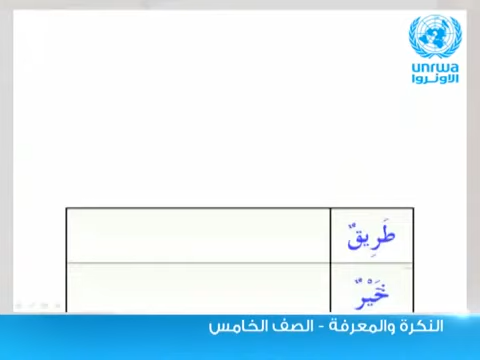 unrwa
الأونروا
طَرِيقٌ
خَيْرٌ
النكرة والمعرفة - الصف الخامس